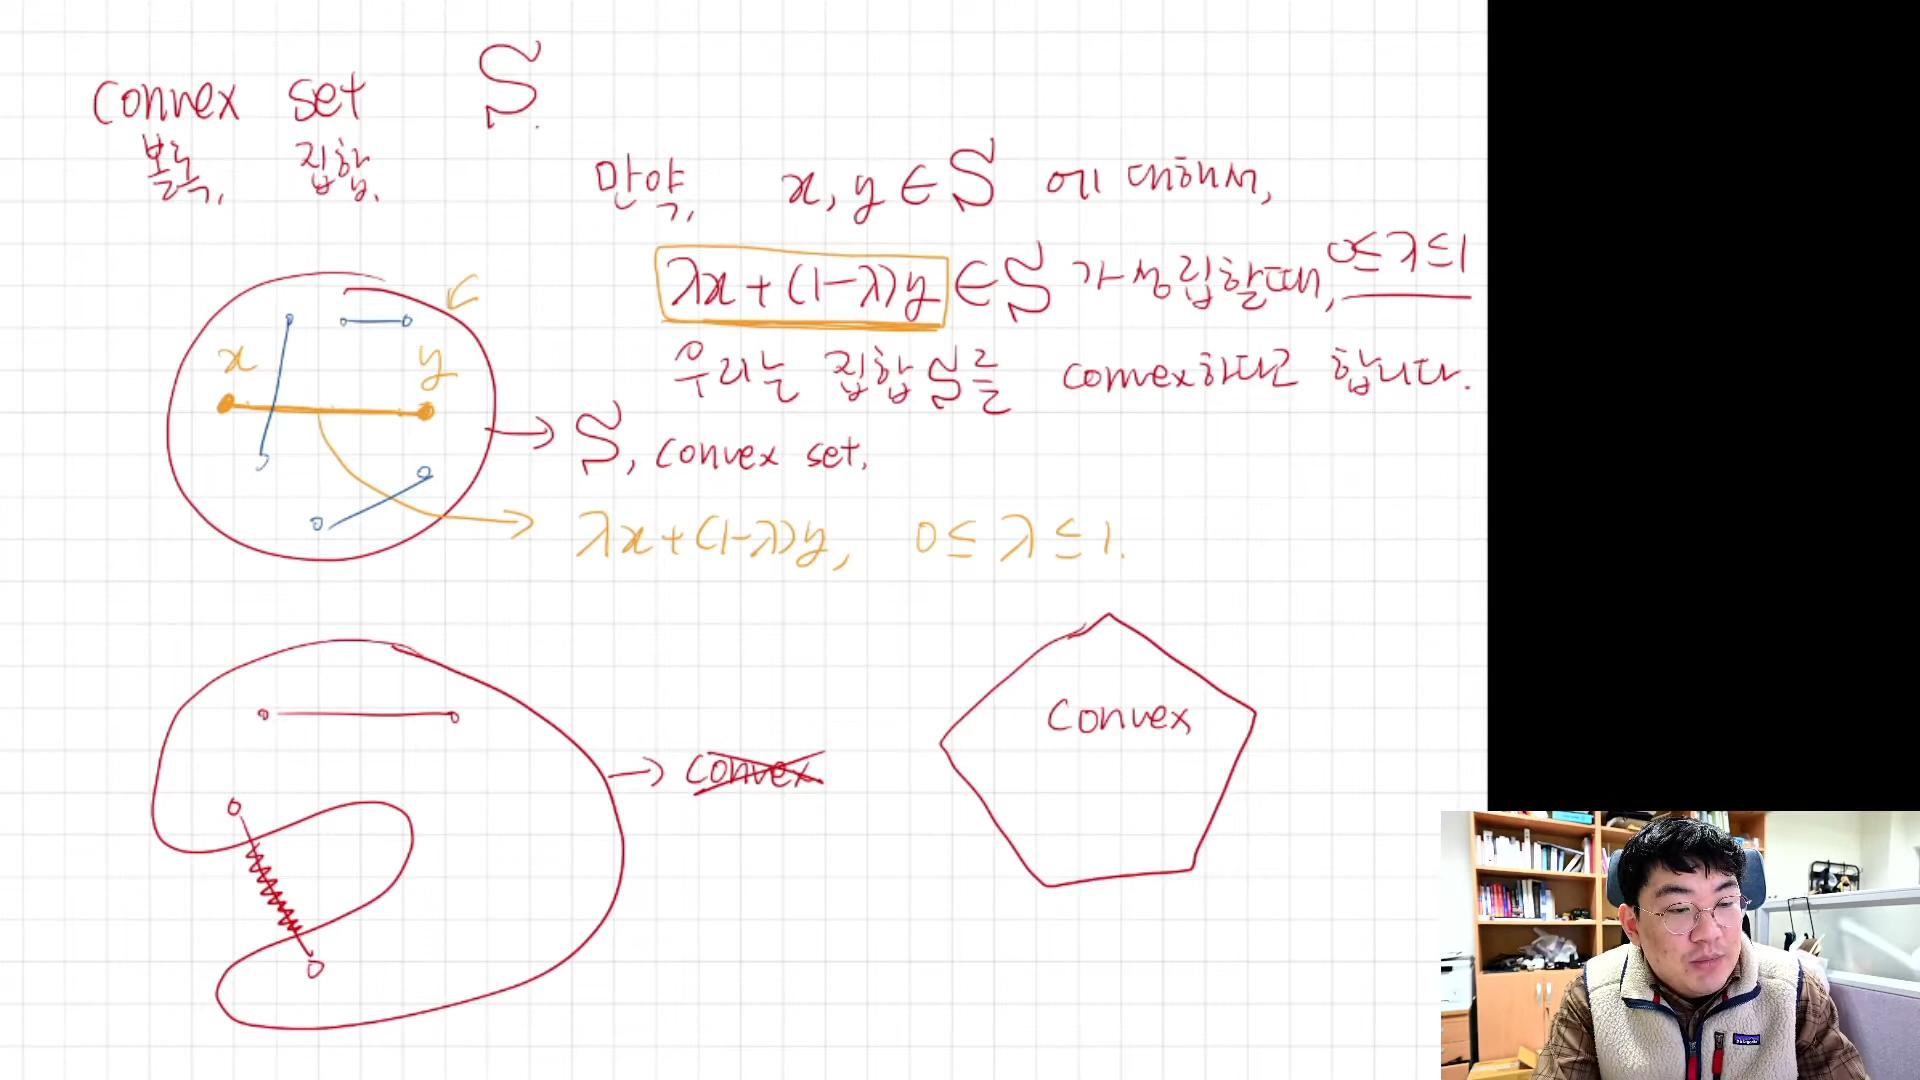 convex set S.
볼록, 집합.
만약, x, y ∈ S 에 대해서,
λx + (1-λ)y ∈ S 가 성립할때, 0 ≤ λ ≤ 1
우리는 집합 S를 convex하다고 합니다.
x y
→ S, convex set.
→ λx + (1-λ)y, 0 ≤ λ ≤ 1.
→ convex
Convex